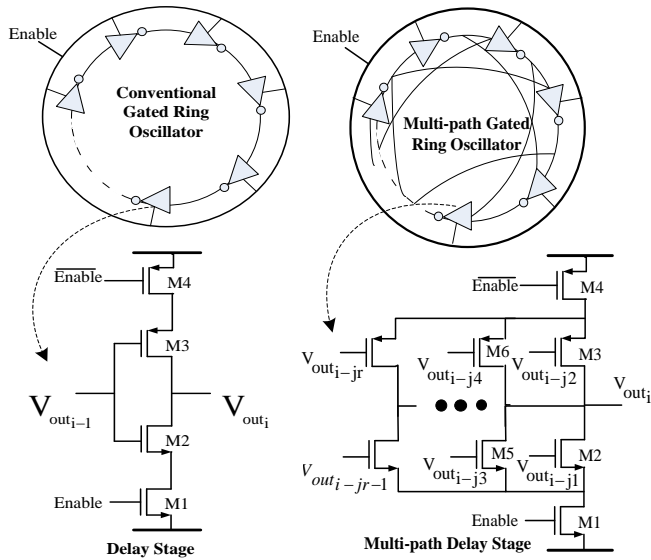 Enable
Conventional
Gated Ring
Oscillator
Enable
Multi-path Gated
Ring Oscillator
Enable
M4
M3
Vout_{i-1}
Vout_i
M2
Enable
M1
Delay Stage
Enable
M4
Vout_{i-jr}
M6
Vout_{i-j4}
M3
Vout_{i-j2}
Vout_i
Vout_{i-jr-1}
M5
Vout_{i-j3}
M2
Vout_{i-j1}
Enable
M1
Multi-path Delay Stage